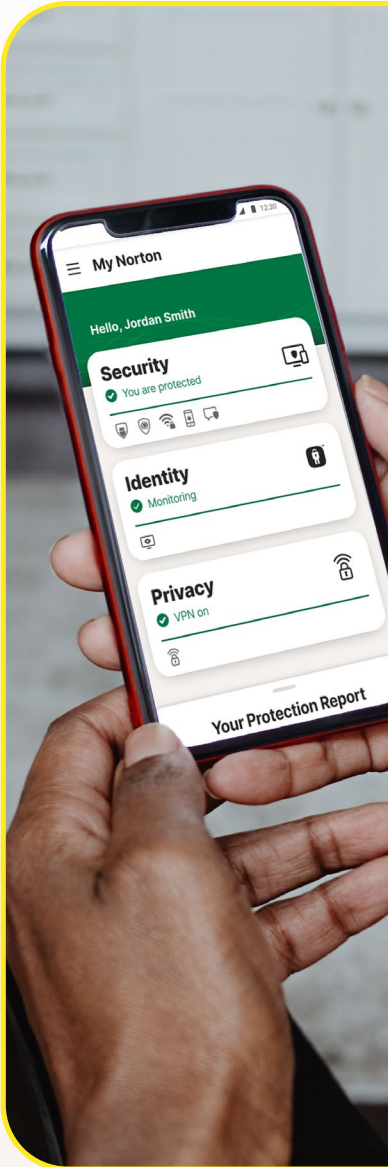 12:30
My Norton
Hello, Jordan Smith
Security
You are protected
Identity
Monitoring
Privacy
VPN on
Your Protection Report